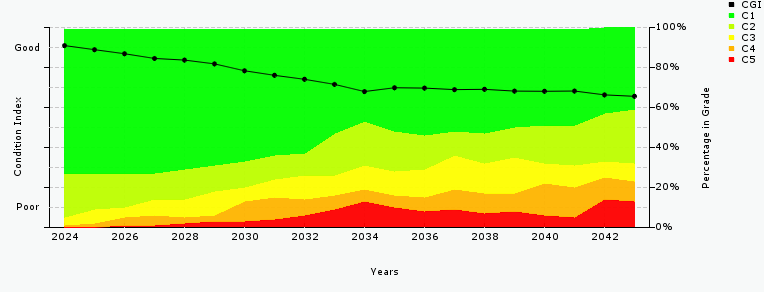 CGI
C1
C2
C3
C4
C5
Good
Poor
Condition Index
100%
80%
60%
40%
20%
0%
Percentage in Grade
2024 2026 2028 2030 2032 2034 2036 2038 2040 2042
Years